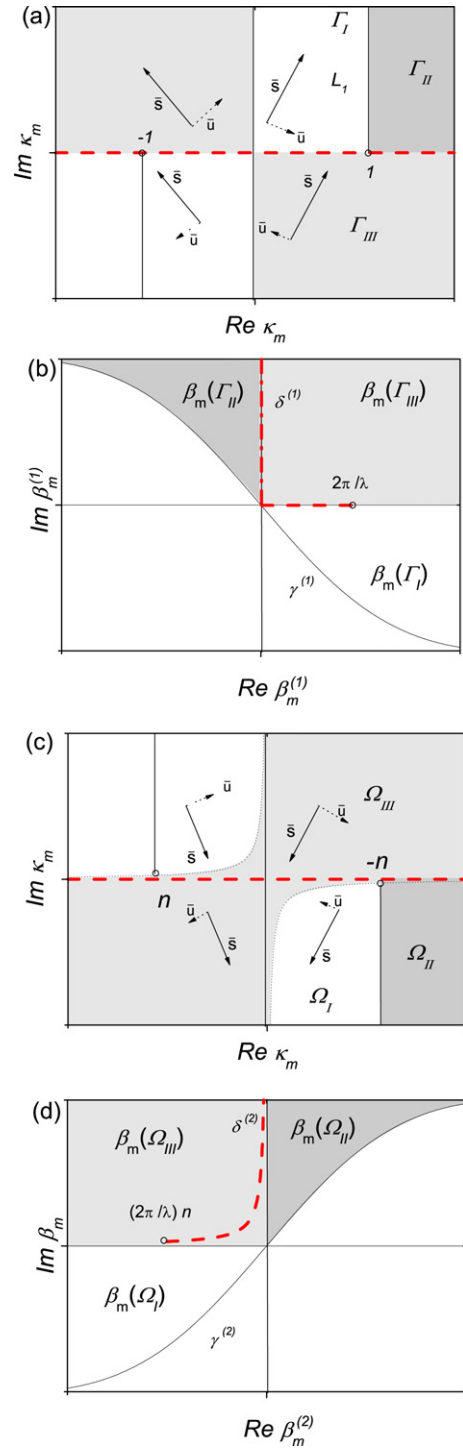 (a)
Γ_I
Γ_II
s̄
s̄
L_1
ū
ū
-1
1
s̄
s̄
ū
ū
Γ_III
Im κ_m
Re κ_m
(b)
β_m(Γ_II)
δ^(1)
β_m(Γ_III)
2π/λ
γ^(1)
β_m(Γ_I)
Im β_m^(1)
Re β_m^(1)
(c)
ū
ū
Ω_III
s̄
s̄
n
-n
ū
ū
s̄
s̄
Ω_I
Ω_II
Im κ_m
Re κ_m
(d)
β_m(Ω_III)
δ^(2)
β_m(Ω_II)
(2π/λ) n
β_m(Ω_I)
γ^(2)
Im β_m
Re β_m^(2)